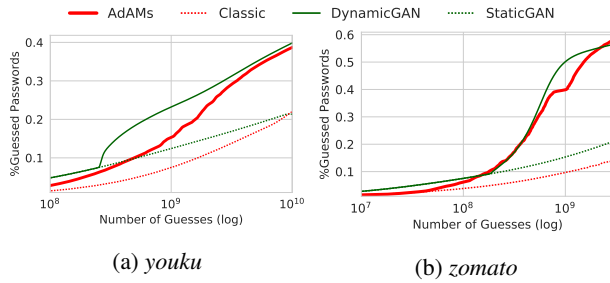 AdAMs Classic DynamicGAN StaticGAN
%Guessed Passwords
0.4
0.3
0.2
0.1
10^8 10^9 10^10
Number of Guesses (log)
(a) youku
%Guessed Passwords
0.6
0.5
0.4
0.3
0.2
0.1
10^7 10^8 10^9
Number of Guesses (log)
(b) zomato